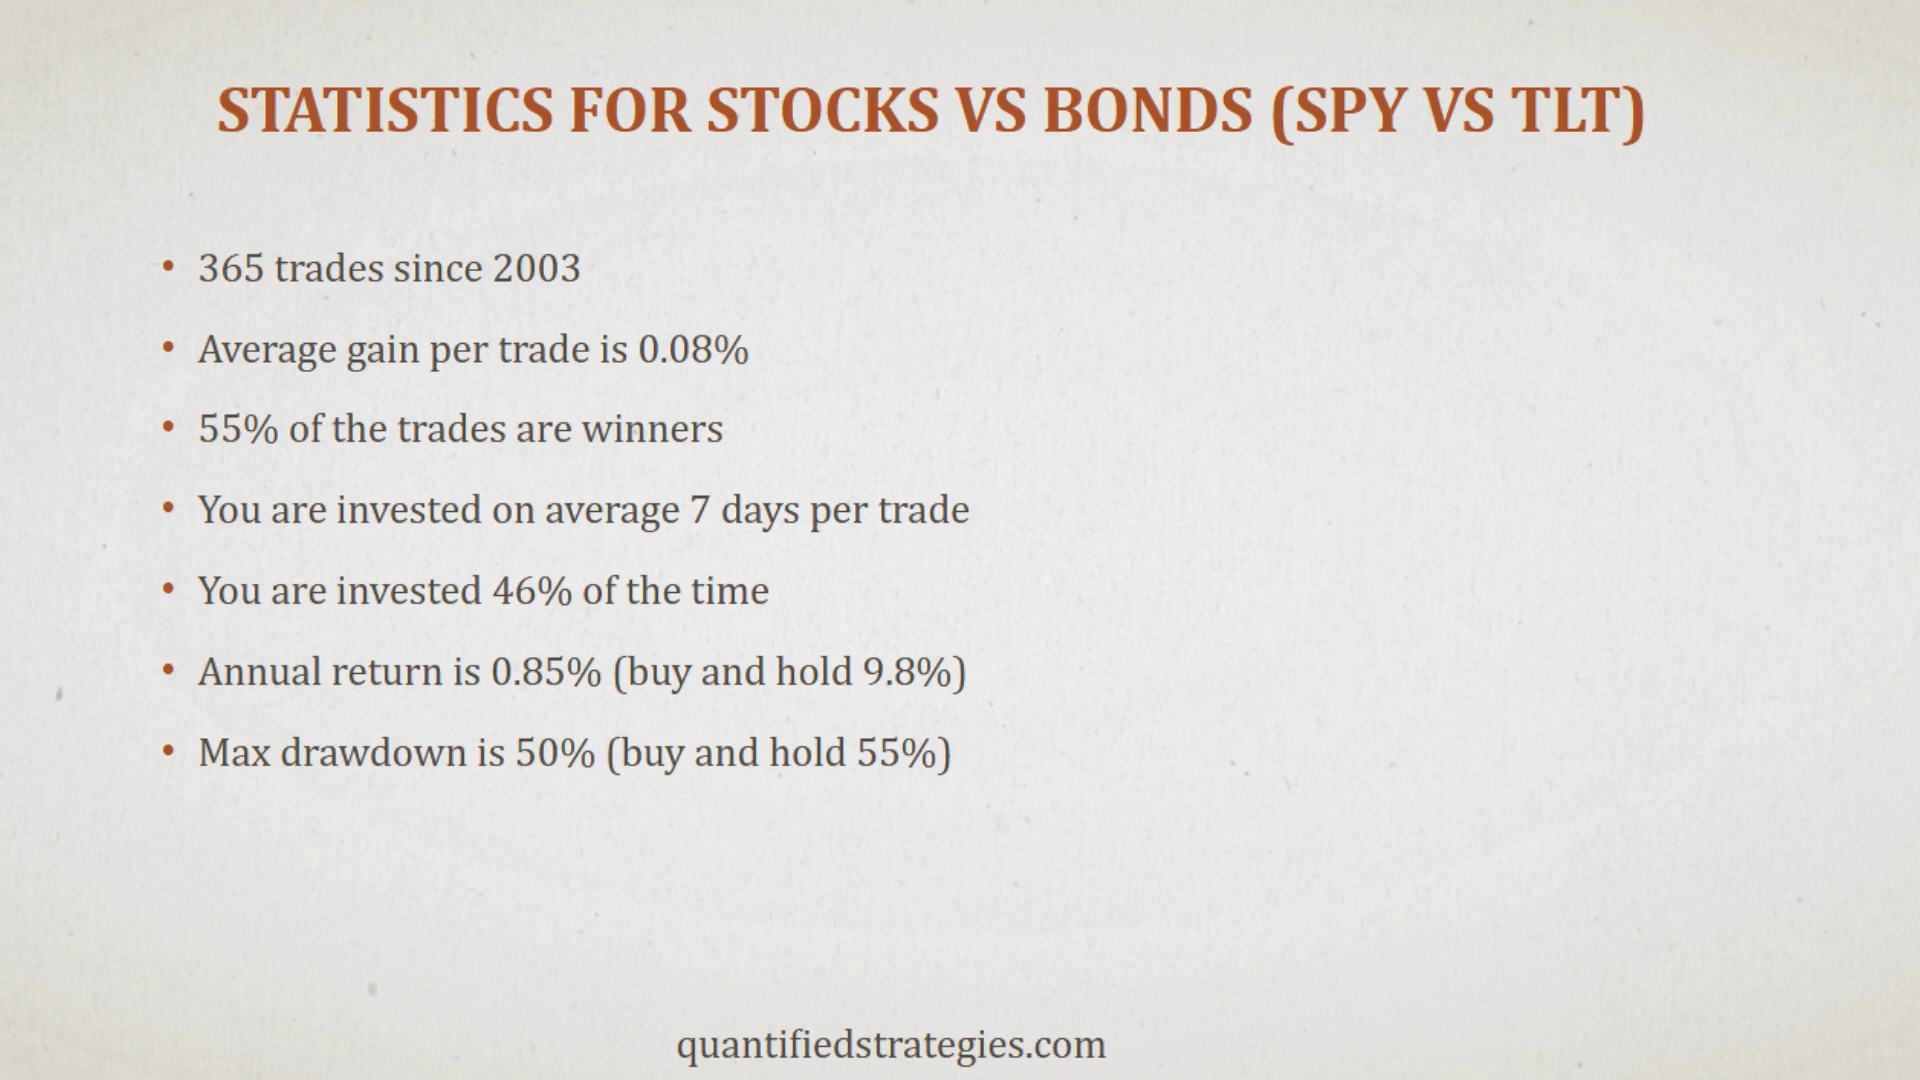 STATISTICS FOR STOCKS VS BONDS (SPY VS TLT)
• 365 trades since 2003
• Average gain per trade is 0.08%
• 55% of the trades are winners
• You are invested on average 7 days per trade
• You are invested 46% of the time
• Annual return is 0.85% (buy and hold 9.8%)
• Max drawdown is 50% (buy and hold 55%)
quantifiedstrategies.com